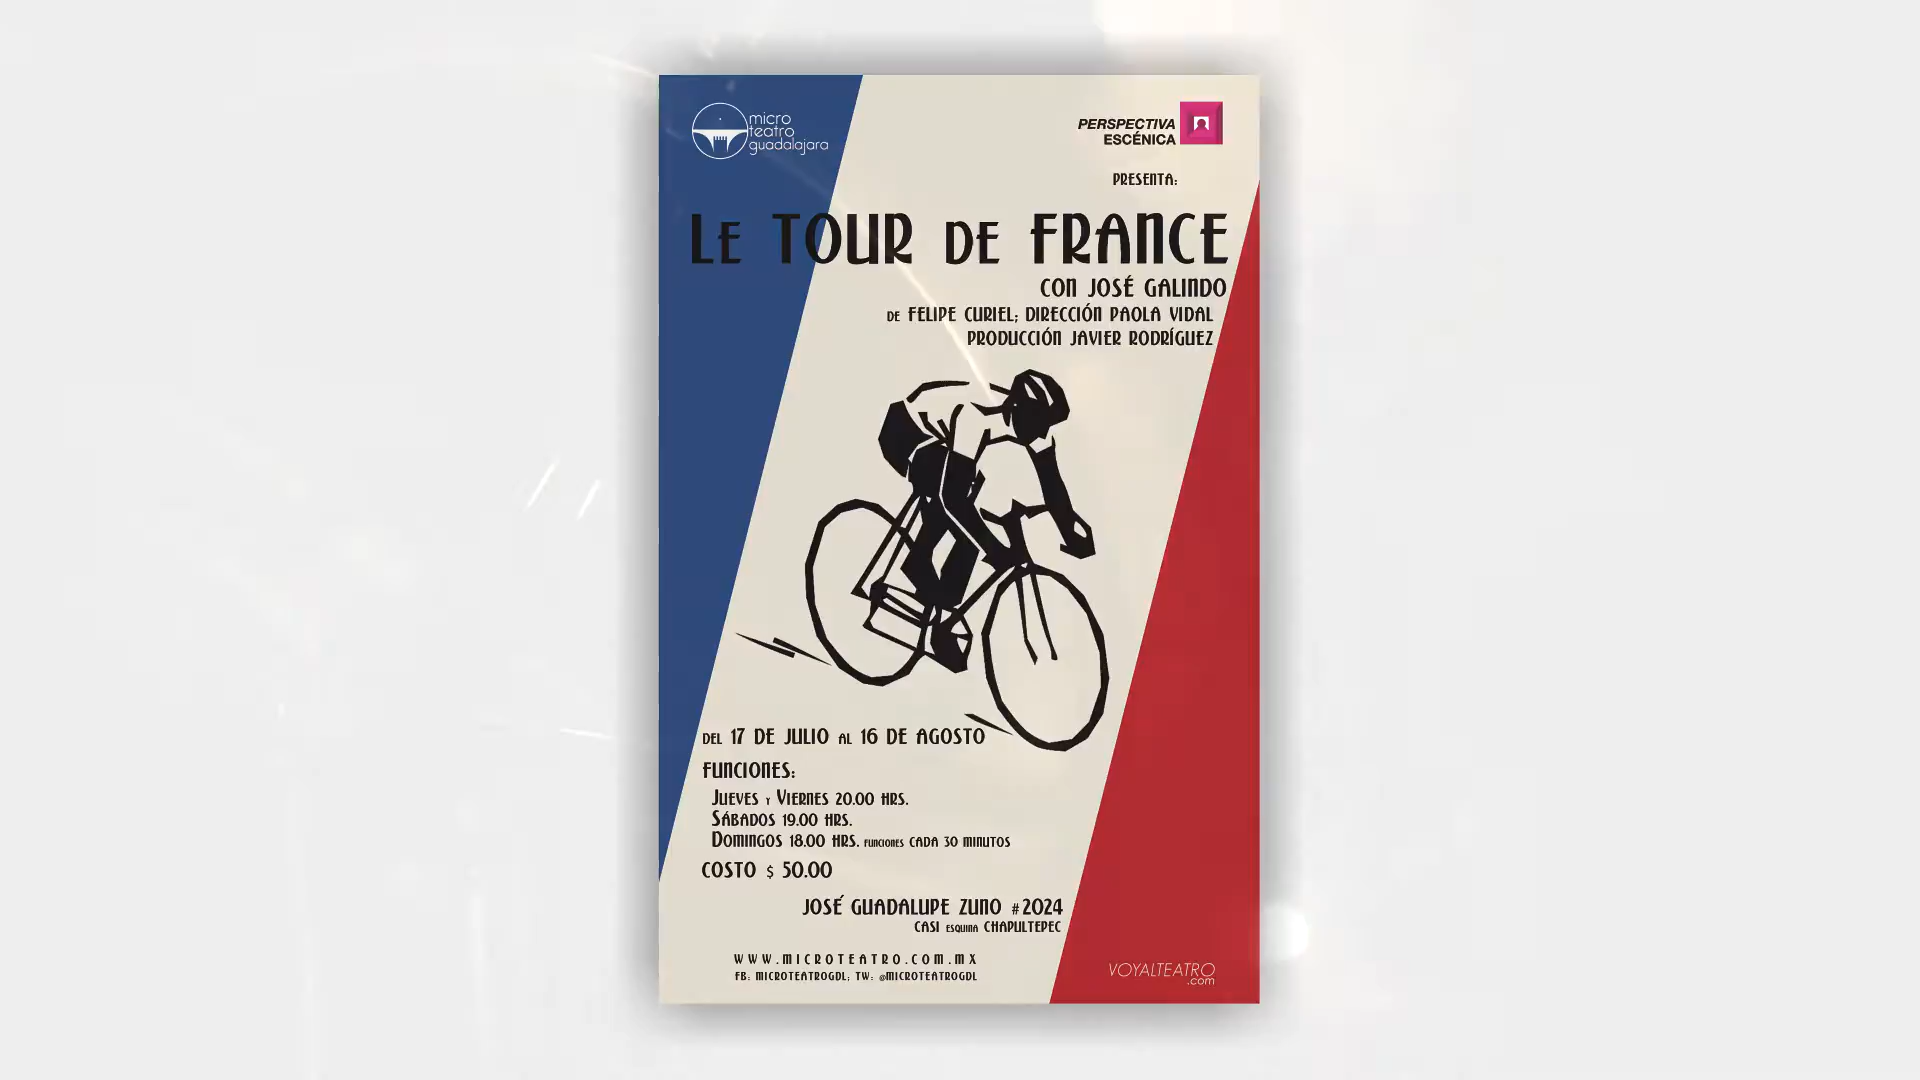 micro
teatro
guadalajara
PERSPECTIVA
ESCÉNICA
PRESENTA:
LE TOUR DE FRANCE
CON JOSÉ GALINDO
DE FELIPE CURIEL; DIRECCIÓN PAOLA VIDAL
PRODUCCIÓN JAVIER RODRÍGUEZ
DEL 17 DE JULIO AL 16 DE AGOSTO
FUNCIONES:
JUEVES Y VIERNES 20.00 HRS.
SÁBADOS 19.00 HRS.
DOMINGOS 18.00 HRS. FUNCIONES CADA 30 MINUTOS
COSTO $ 50.00
JOSÉ GUADALUPE ZUNO #2024
CASI ESQUINA CHAPULTEPEC
WWW.MICROTEATRO.COM.MX
FB: MICROTEATROGDL; TW: @MICROTEATROGDL
VOYALTEATRO
.com